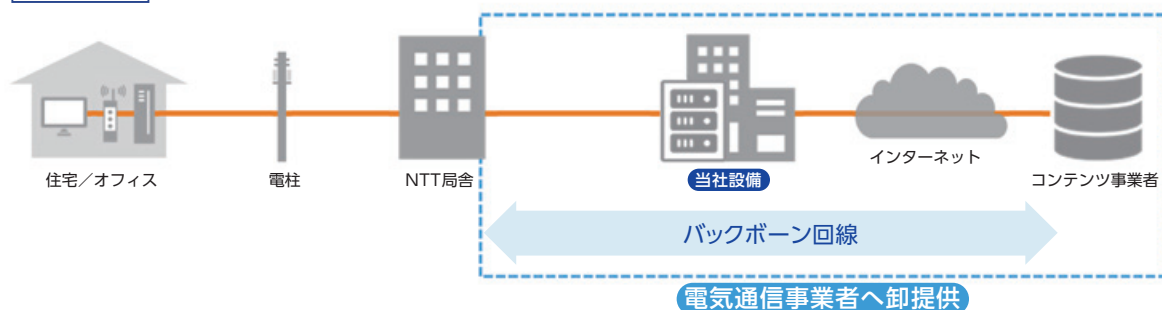 住宅／オフィス
電柱
NTT局舎
当社設備
インターネット
コンテンツ事業者
バックボーン回線
電気通信事業者へ卸提供